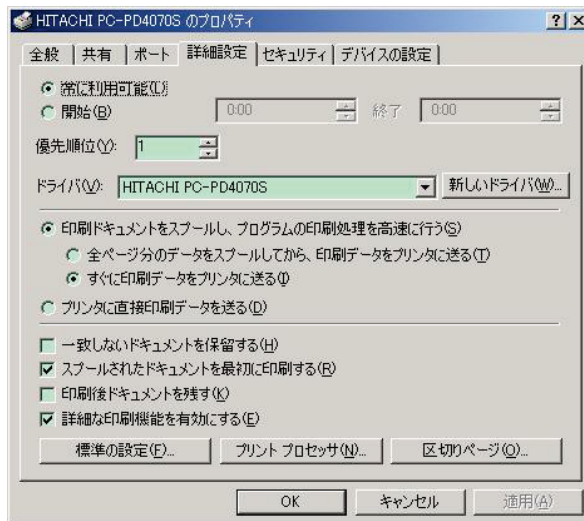 HITACHI PC-PD4070S のプロパティ
全般 共有 ポート 詳細設定 セキュリティ デバイスの設定
常に利用可能(L)
開始(B) 0:00 終了 0:00
優先順位(Y): 1
ドライバ(V): HITACHI PC-PD4070S 新しいドライバ(W)...
印刷ドキュメントをスプールし、プログラムの印刷処理を高速に行う(S)
全ページ分のデータをスプールしてから、印刷データをプリンタに送る(T)
すぐに印刷データをプリンタに送る(I)
プリンタに直接印刷データを送る(D)
一致しないドキュメントを保留する(H)
スプールされたドキュメントを最初に印刷する(R)
印刷後ドキュメントを残す(K)
詳細な印刷機能を有効にする(E)
標準の設定(F)... プリント プロセッサ(N)... 区切りページ(O)...
OK キャンセル 適用(A)